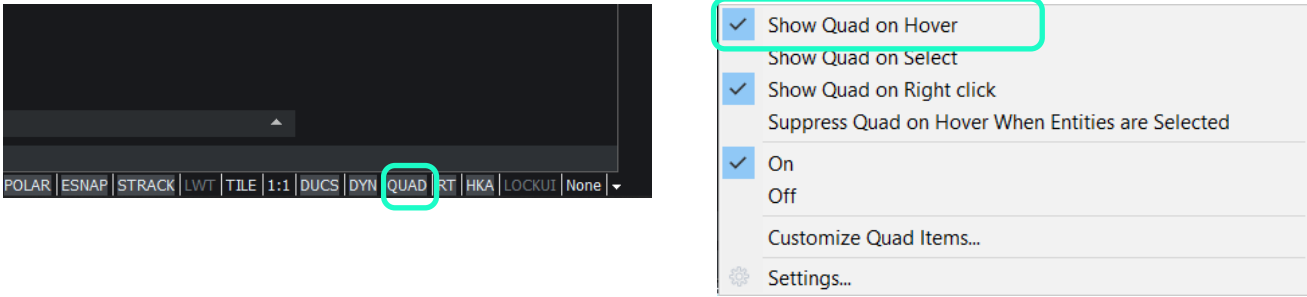 POLAR ESNAP STRACK LWT TILE 1:1 DUCS DYN QUAD RT HKA LOCKUI None
Show Quad on Hover
Show Quad on Select
Show Quad on Right click
Suppress Quad on Hover When Entities are Selected
On
Off
Customize Quad Items...
Settings...